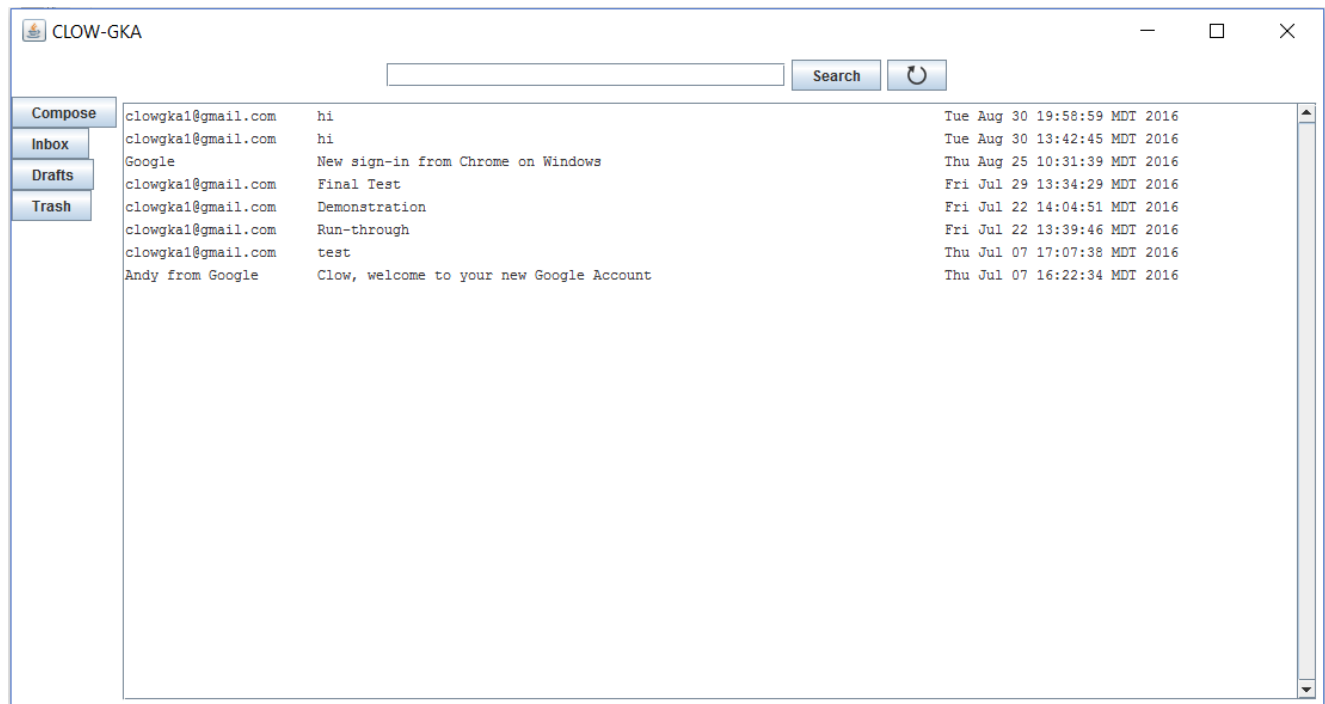 CLOW-GKA
Search
Compose
Inbox
Drafts
Trash
clowgka1@gmail.com hi Tue Aug 30 19:58:59 MDT 2016
clowgka1@gmail.com hi Tue Aug 30 13:42:45 MDT 2016
Google New sign-in from Chrome on Windows Thu Aug 25 10:31:39 MDT 2016
clowgka1@gmail.com Final Test Fri Jul 29 13:34:29 MDT 2016
clowgka1@gmail.com Demonstration Fri Jul 22 14:04:51 MDT 2016
clowgka1@gmail.com Run-through Fri Jul 22 13:39:46 MDT 2016
clowgka1@gmail.com test Thu Jul 07 17:07:38 MDT 2016
Andy from Google Clow, welcome to your new Google Account Thu Jul 07 16:22:34 MDT 2016